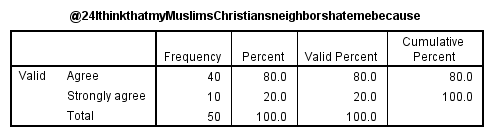 @24IthinkthatmyMuslimsChristiansneighborshatemebecause
Frequency Percent Valid Percent Cumulative Percent
Valid Agree 40 80.0 80.0 80.0
Strongly agree 10 20.0 20.0 100.0
Total 50 100.0 100.0